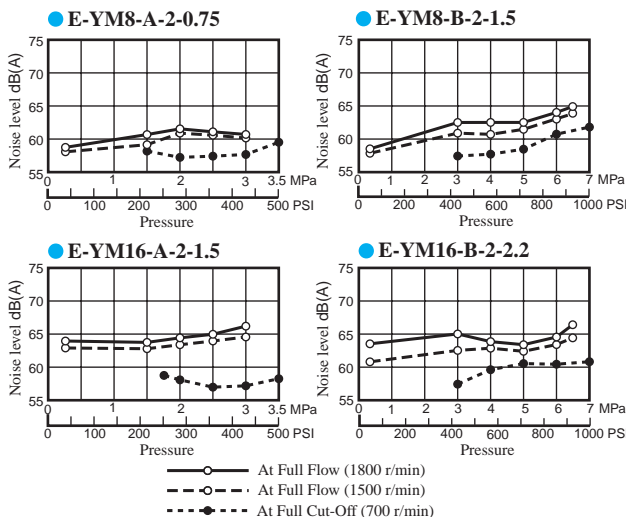 E-YM8-A-2-0.75
Noise level dB(A)
75
70
65
60
55
0 1 2 3 3.5 MPa
0 100 200 300 400 500 PSI
Pressure
E-YM8-B-2-1.5
Noise level dB(A)
75
70
65
60
55
0 1 2 3 4 5 6 7 MPa
0 200 400 600 800 1000 PSI
Pressure
E-YM16-A-2-1.5
Noise level dB(A)
75
70
65
60
55
0 1 2 3 3.5 MPa
0 100 200 300 400 500 PSI
Pressure
E-YM16-B-2-2.2
Noise level dB(A)
75
70
65
60
55
0 1 2 3 4 5 6 7 MPa
0 200 400 600 800 1000 PSI
Pressure
At Full Flow (1800 r/min)
At Full Flow (1500 r/min)
At Full Cut-Off (700 r/min)